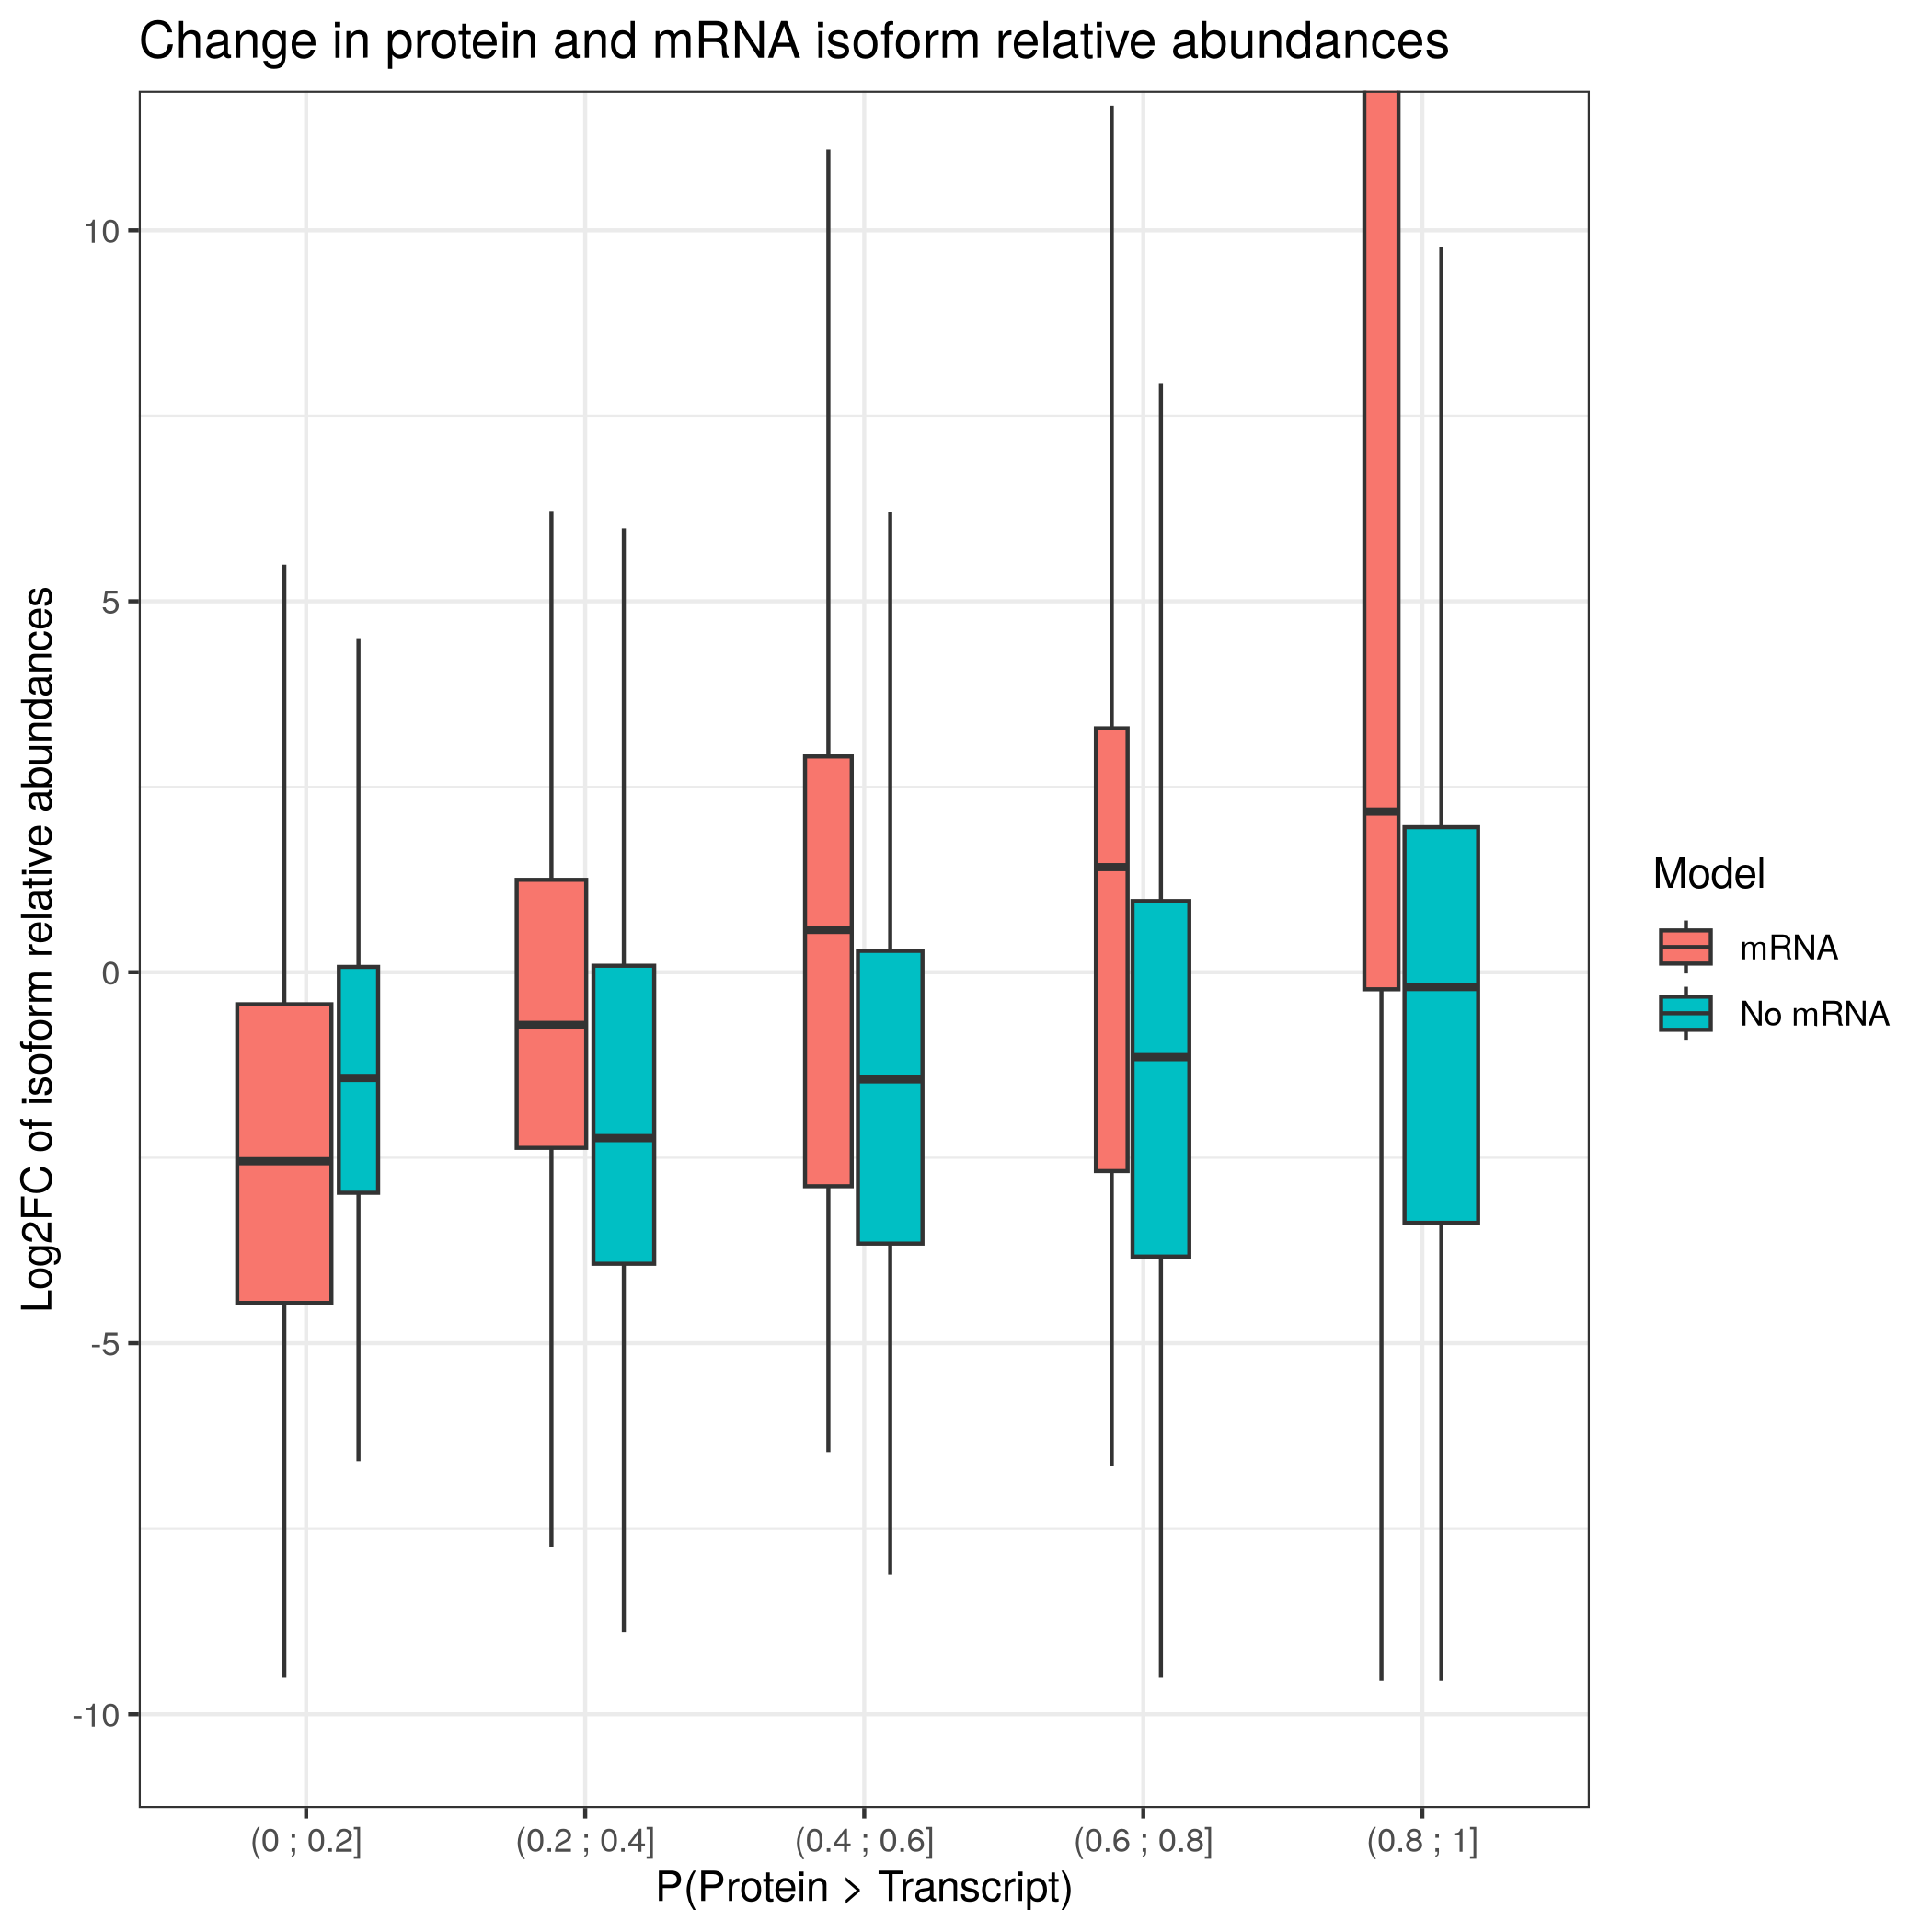 Change in protein and mRNA isoform relative abundances
Log2FC of isoform relative abundances
10
5
0
-5
-10
(0 ; 0.2]
(0.2 ; 0.4]
(0.4 ; 0.6]
(0.6 ; 0.8]
(0.8 ; 1]
P(Protein > Transcript)
Model
mRNA
No mRNA